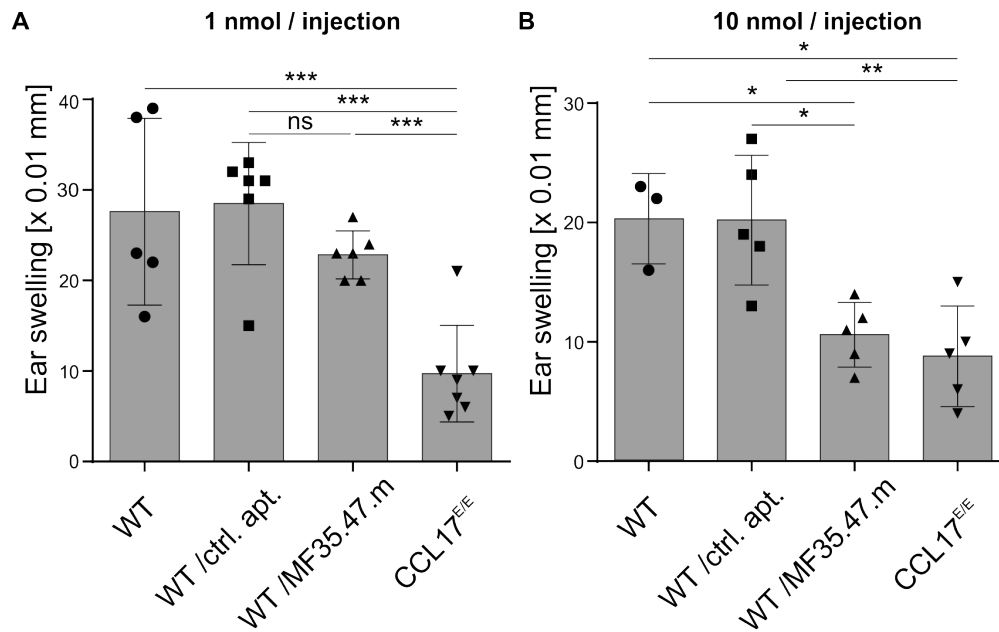 A
1 nmol / injection
Ear swelling [x 0.01 mm]
40
30
20
10
0
***
***
ns
***
WT
WT /ctrl. apt.
WT /MF35.47.m
CCL17E/E
B
10 nmol / injection
Ear swelling [x 0.01 mm]
30
20
10
0
*
**
*
*
WT
WT /ctrl. apt.
WT /MF35.47.m
CCL17E/E